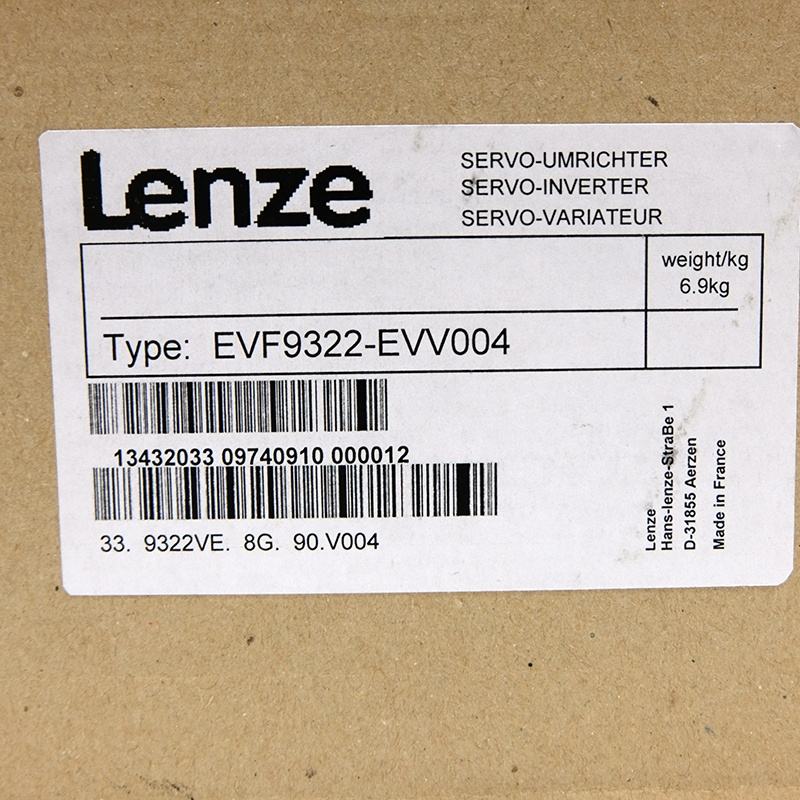 Lenze
SERVO-UMRICHTER
SERVO-INVERTER
SERVO-VARIATEUR
weight/kg
6.9kg
Type: EVF9322-EVV004
13432033 09740910 000012
33. 9322VE. 8G. 90.V004
Lenze
Hans-lenze-StraBe 1
D-31855 Aerzen
Made in France